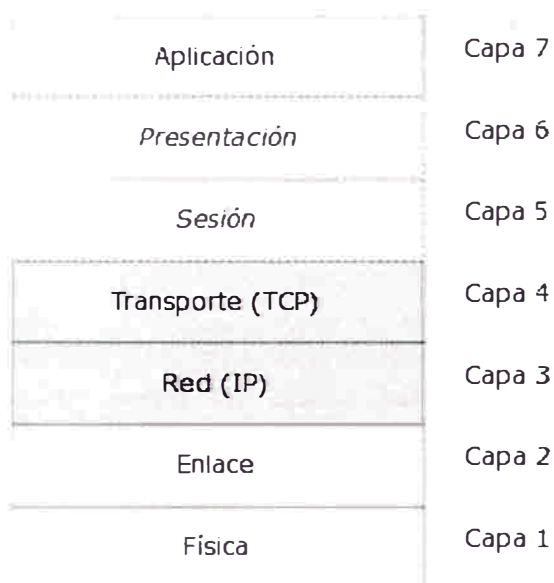 Aplicación Capa 7
Presentación Capa 6
Sesión Capa 5
Transporte (TCP) Capa 4
Red (IP) Capa 3
Enlace Capa 2
Física Capa 1